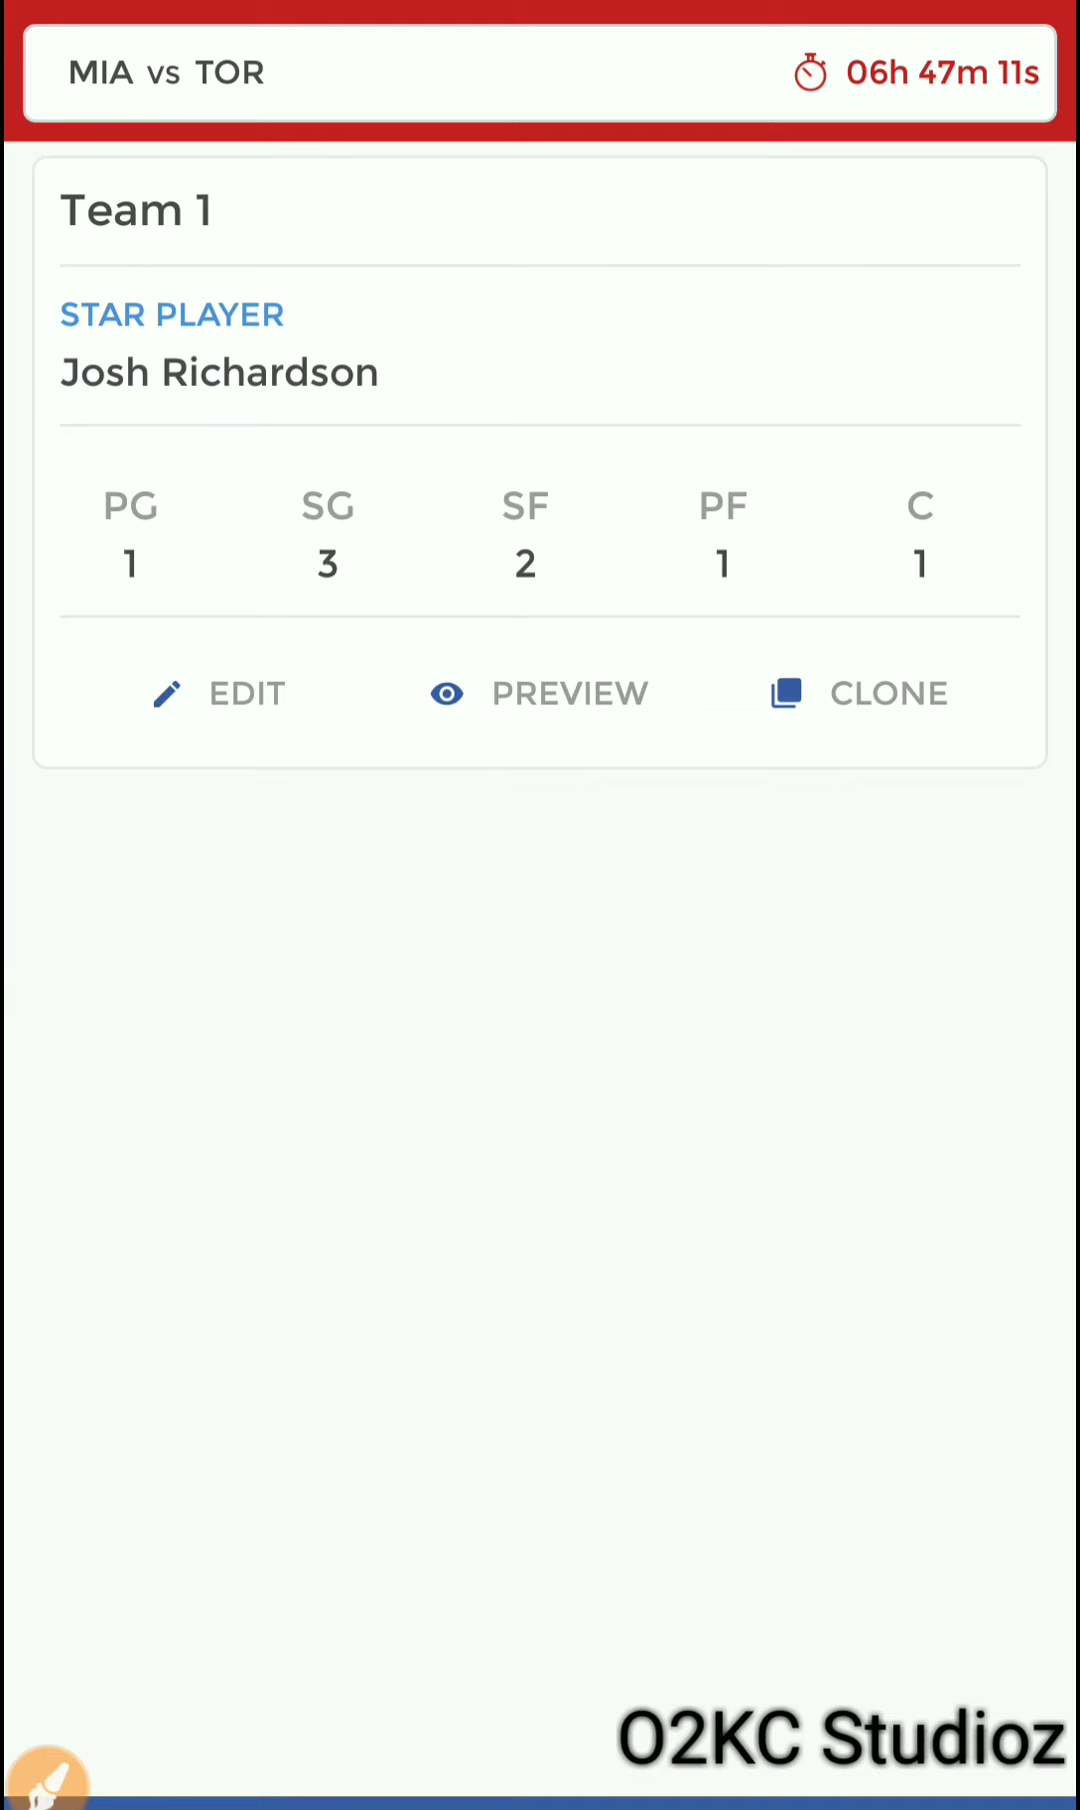 MIA vs TOR 06h 47m 11s
Team 1
STAR PLAYER
Josh Richardson
PG SG SF PF C
1 3 2 1 1
EDIT PREVIEW CLONE
O2KC Studioz